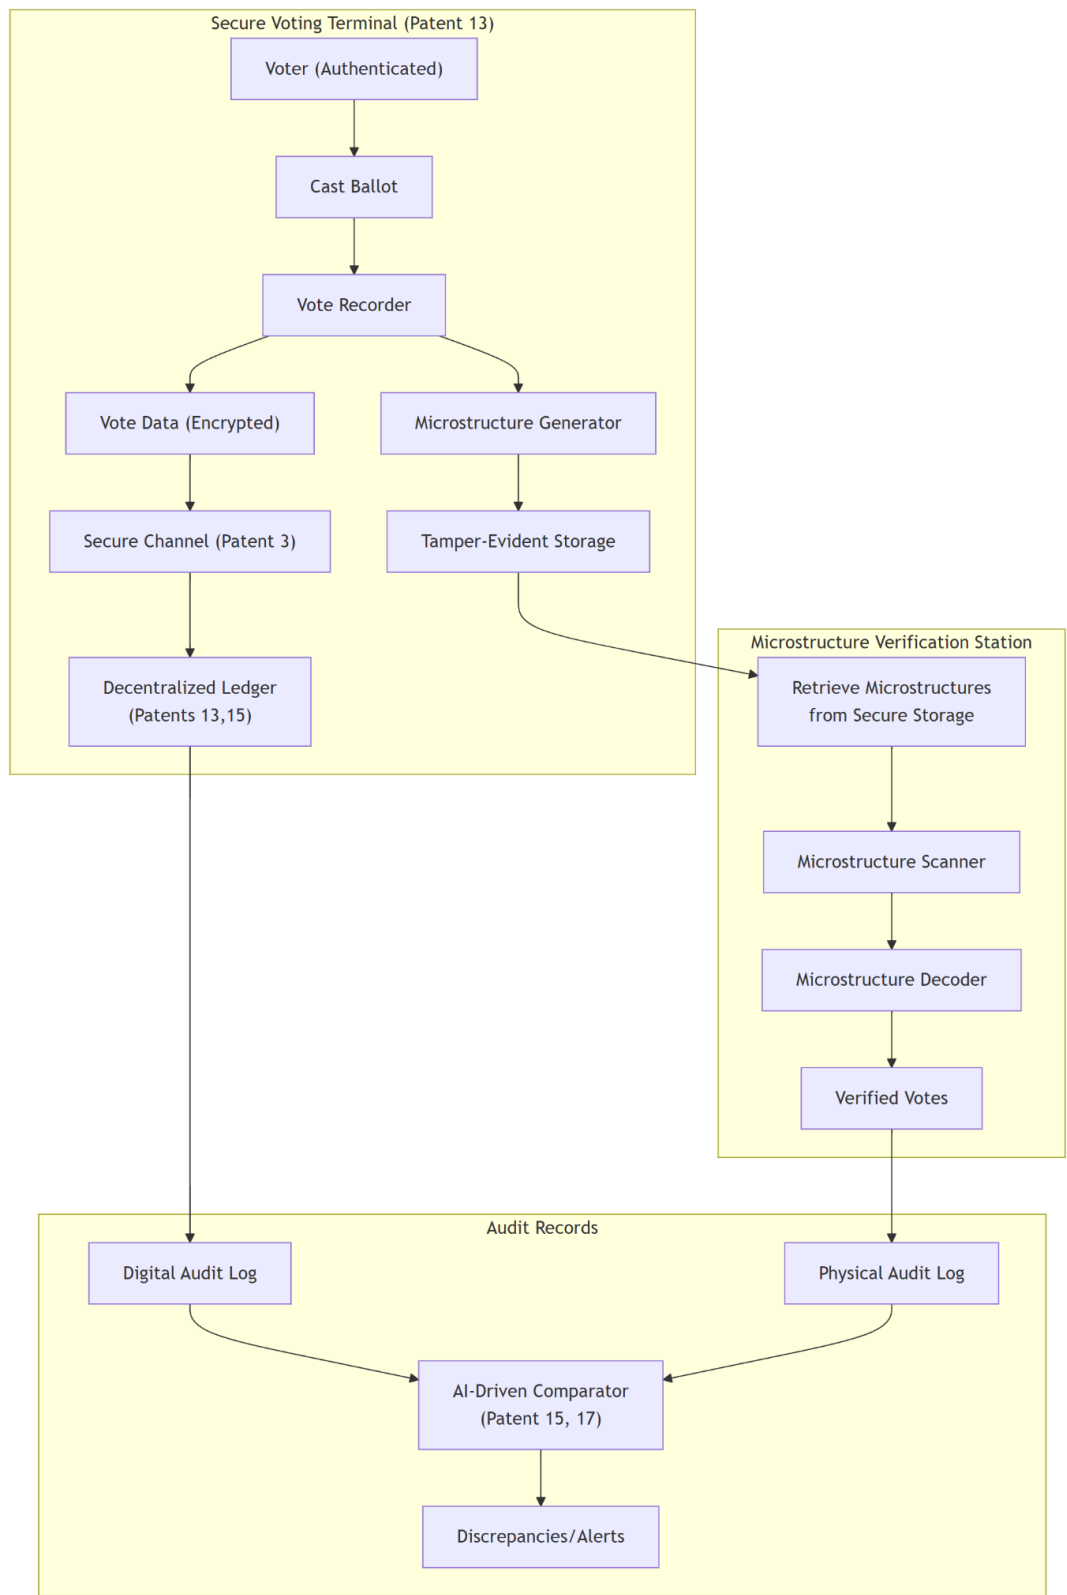 Secure Voting Terminal (Patent 13)
Voter (Authenticated)
Cast Ballot
Vote Recorder
Vote Data (Encrypted)
Microstructure Generator
Secure Channel (Patent 3)
Tamper-Evident Storage
Microstructure Verification Station
Decentralized Ledger
(Patents 13,15)
Retrieve Microstructures
from Secure Storage
Microstructure Scanner
Microstructure Decoder
Verified Votes
Audit Records
Digital Audit Log
Physical Audit Log
AI-Driven Comparator
(Patent 15, 17)
Discrepancies/Alerts